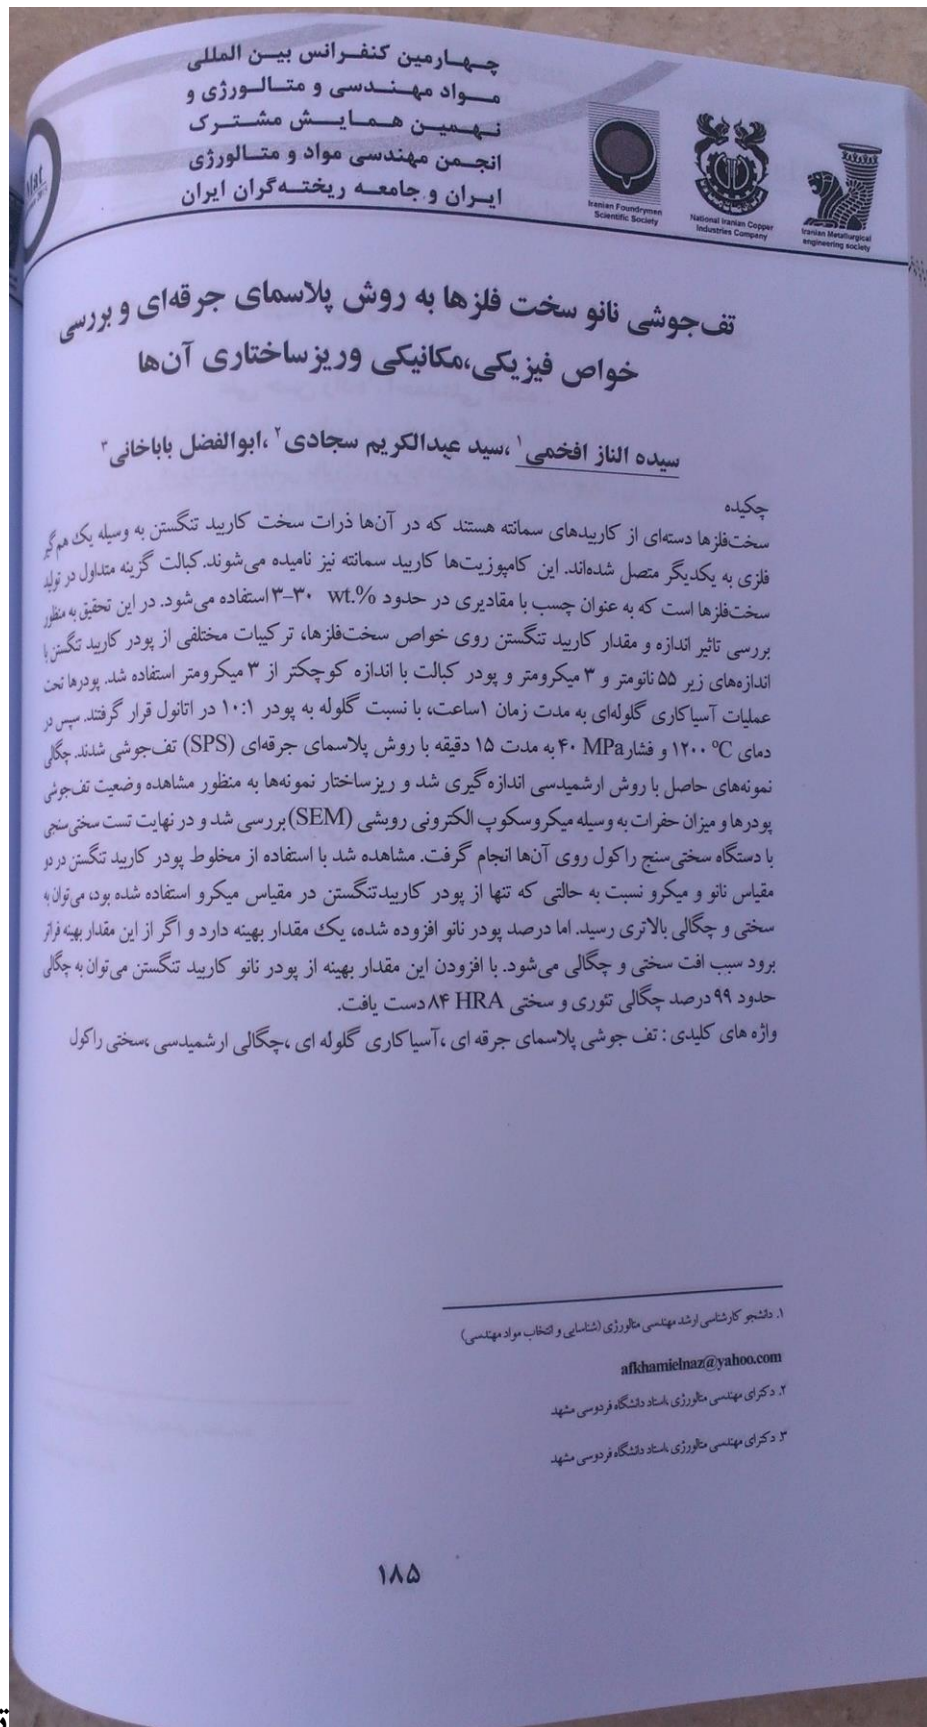 چهارمین کنفرانس بین المللی
مواد مهندسی و متالورژی و
نهمین همایش مشترک
انجمن مهندسی مواد و متالورژی
ایران و جامعه ریخته‌گران ایران
Mat
Iranian Foundrymen
Scientific Society
National Iranian Copper
Industries Company
Iranian Metallurgical
engineering society
تف‌جوشی نانو سخت فلزها به روش پلاسمای جرقه‌ای و بررسی
خواص فیزیکی،مکانیکی وریزساختاری آن‌ها
سیده الناز افخمی۱ ،سید عبدالکریم سجادی۲ ،ابوالفضل باباخانی۳
چکیده
سخت‌فلزها دسته‌ای از کاربیدهای سمانته هستند که در آن‌ها ذرات سخت کاربید تنگستن به وسیله یک هم‌گیر
فلزی به یکدیگر متصل شده‌اند. این کامپوزیت‌ها کاربید سمانته نیز نامیده می‌شوند.کبالت گزینه متداول در تولید
سخت‌فلزها است که به عنوان چسب با مقادیری در حدود wt.% ۳-۳۰ استفاده می‌شود. در این تحقیق به منظور
بررسی تاثیر اندازه و مقدار کاربید تنگستن روی خواص سخت‌فلزها، ترکیبات مختلفی از پودر کاربید تنگستن با
اندازه‌های زیر ۵۵ نانومتر و ۳ میکرومتر و پودر کبالت با اندازه کوچکتر از ۳ میکرومتر استفاده شد. پودرها تحت
عملیات آسیاکاری گلوله‌ای به مدت زمان ۱ساعت، با نسبت گلوله به پودر ۱۰:۱ در اتانول قرار گرفتند. سپس در
دمای ۱۲۰۰ °C و فشار۴۰ MPa به مدت ۱۵ دقیقه با روش پلاسمای جرقه‌ای (SPS) تف‌جوشی شدند. چگالی
نمونه‌های حاصل با روش ارشمیدسی اندازه‌گیری شد و ریزساختار نمونه‌ها به منظور مشاهده وضعیت تف‌جوشی
پودرها و میزان حفرات به وسیله میکروسکوپ الکترونی روبشی (SEM) بررسی شد و در نهایت تست سختی‌سنجی
با دستگاه سختی‌سنج راکول روی آن‌ها انجام گرفت. مشاهده شد با استفاده از مخلوط پودر کاربید تنگستن در دو
مقیاس نانو و میکرو نسبت به حالتی که تنها از پودر کاربیدتنگستن در مقیاس میکرو استفاده شده بود، می‌توان به
سختی و چگالی بالاتری رسید. اما درصد پودر نانو افزوده شده، یک مقدار بهینه دارد و اگر از این مقدار بهینه فراتر
برود سبب افت سختی و چگالی می‌شود. با افزودن این مقدار بهینه از پودر نانو کاربید تنگستن می‌توان به چگالی
حدود ۹۹ درصد چگالی تئوری و سختی ۸۴ HRA دست یافت.
واژه های کلیدی : تف جوشی پلاسمای جرقه ای ،آسیاکاری گلوله ای ،چگالی ارشمیدسی ،سختی راکول
۱. دانشجو کارشناسی ارشد مهندسی متالورژی (شناسایی و انتخاب مواد مهندسی)
afkhamielnaz@yahoo.com
۲. دکترای مهندسی متالورژی ،استاد دانشگاه فردوسی مشهد
۳. دکترای مهندسی متالورژی ،استاد دانشگاه فردوسی مشهد
۱۸۵